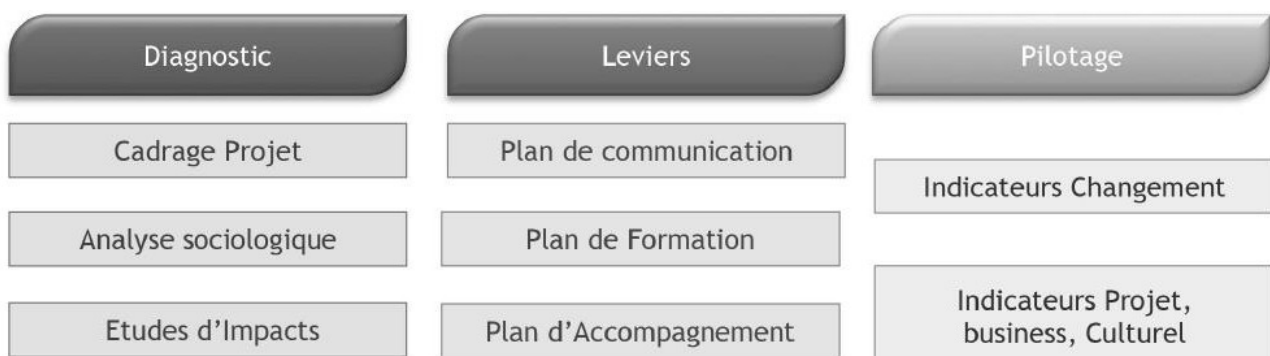 Diagnostic
Leviers
Pilotage
Cadrage Projet
Plan de communication
Indicateurs Changement
Analyse sociologique
Plan de Formation
Etudes d’Impacts
Plan d’Accompagnement
Indicateurs Projet,
business, Culturel